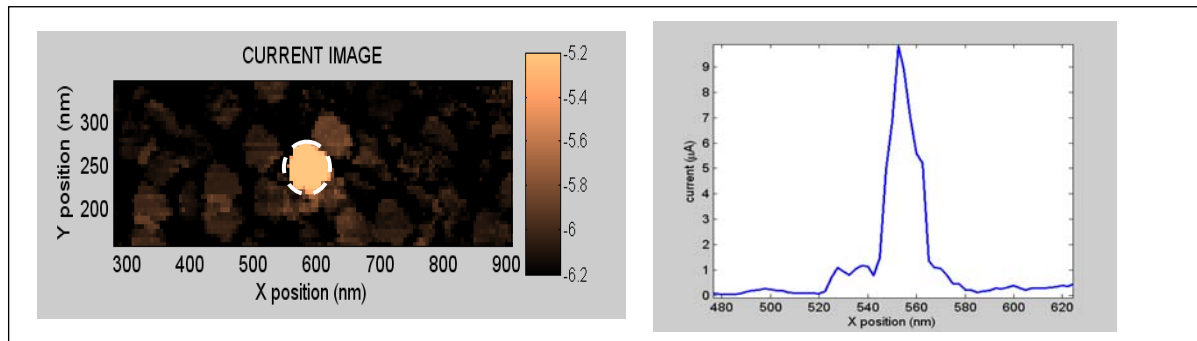 CURRENT IMAGE
Y position (nm)
300
250
200
300 400 500 600 700 800 900
X position (nm)
-5.2
-5.4
-5.6
-5.8
-6
-6.2
current (µA)
9
8
7
6
5
4
3
2
1
0
480 500 520 540 560 580 600 620
X position (nm)